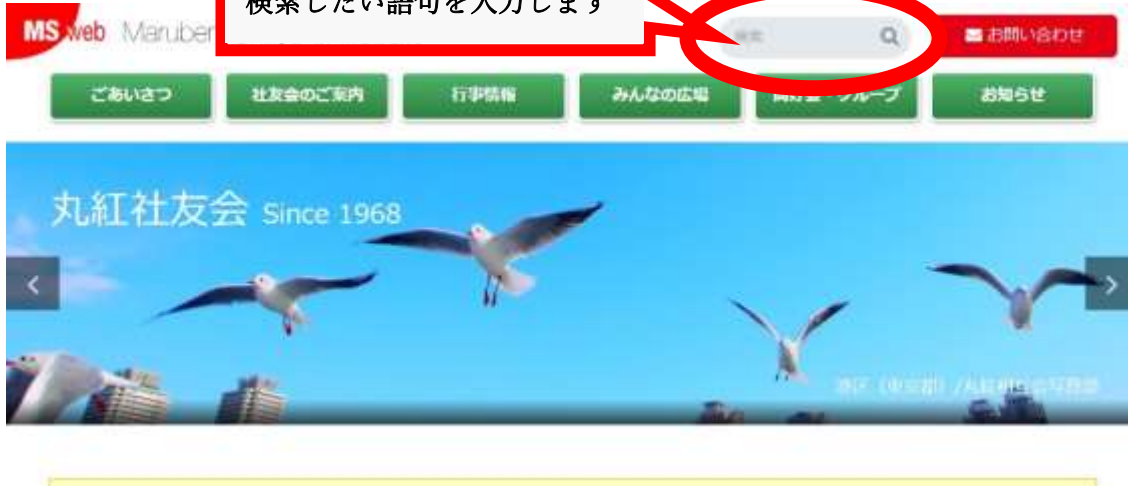 検索したい語句を入力します
MS web Maruben
検索
お問い合わせ
ごあいさつ
社友会のご案内
行事情報
みんなの広場
お知らせ
丸紅社友会 Since 1968